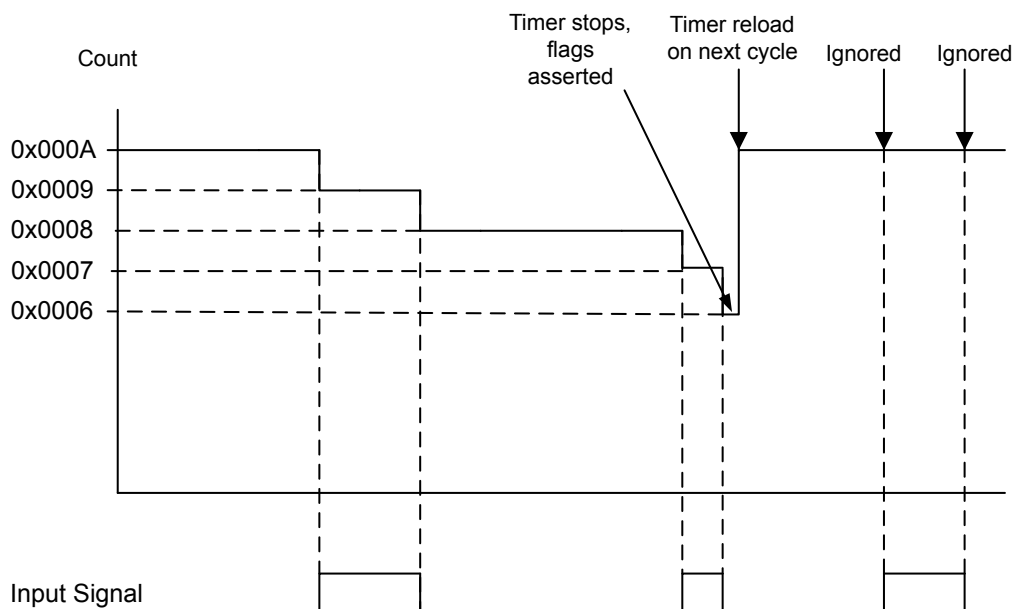 Timer stops,
flags
asserted
Timer reload
on next cycle
Ignored
Ignored
Count
0x000A
0x0009
0x0008
0x0007
0x0006
Input Signal